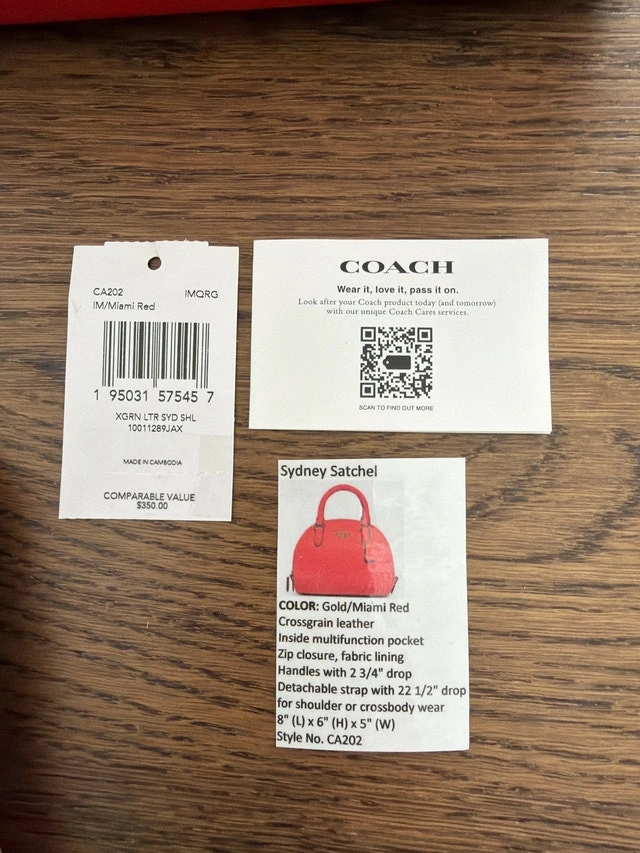 CA202 IMQRG
IM/Miami Red
1 95031 57545 7
XGRN LTR SYD SHL
10011289JAX
MADE IN CAMBODIA
COMPARABLE VALUE
$350.00
COACH
Wear it, love it, pass it on.
Look after your Coach product today (and tomorrow)
with our unique Coach Cares services.
SCAN TO FIND OUT MORE
Sydney Satchel
COLOR: Gold/Miami Red
Crossgrain leather
Inside multifunction pocket
Zip closure, fabric lining
Handles with 2 3/4" drop
Detachable strap with 22 1/2" drop
for shoulder or crossbody wear
8" (L) x 6" (H) x 5" (W)
Style No. CA202